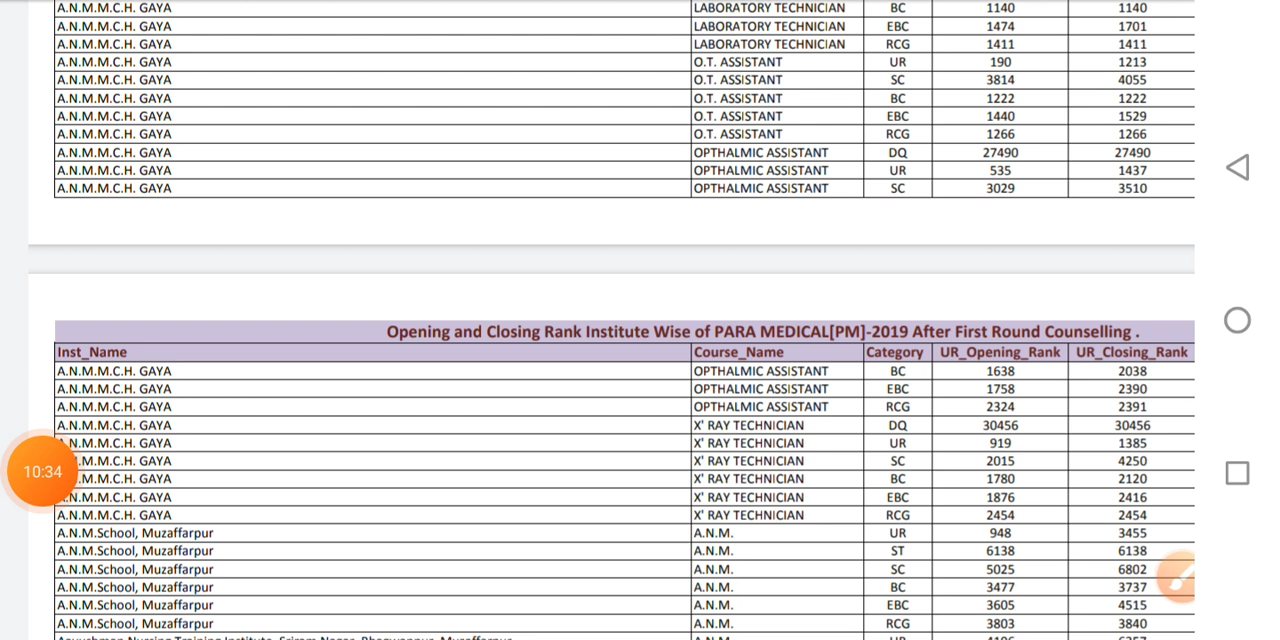 A.N.M.M.C.H. GAYA LABORATORY TECHNICIAN BC 1140 1140
A.N.M.M.C.H. GAYA LABORATORY TECHNICIAN EBC 1474 1701
A.N.M.M.C.H. GAYA LABORATORY TECHNICIAN RCG 1411 1411
A.N.M.M.C.H. GAYA O.T. ASSISTANT UR 190 1213
A.N.M.M.C.H. GAYA O.T. ASSISTANT SC 3814 4055
A.N.M.M.C.H. GAYA O.T. ASSISTANT BC 1222 1222
A.N.M.M.C.H. GAYA O.T. ASSISTANT EBC 1440 1529
A.N.M.M.C.H. GAYA O.T. ASSISTANT RCG 1266 1266
A.N.M.M.C.H. GAYA OPTHALMIC ASSISTANT DQ 27490 27490
A.N.M.M.C.H. GAYA OPTHALMIC ASSISTANT UR 535 1437
A.N.M.M.C.H. GAYA OPTHALMIC ASSISTANT SC 3029 3510
Opening and Closing Rank Institute Wise of PARA MEDICAL[PM]-2019 After First Round Counselling .
Inst_Name Course_Name Category UR_Opening_Rank UR_Closing_Rank
A.N.M.M.C.H. GAYA OPTHALMIC ASSISTANT BC 1638 2038
A.N.M.M.C.H. GAYA OPTHALMIC ASSISTANT EBC 1758 2390
A.N.M.M.C.H. GAYA OPTHALMIC ASSISTANT RCG 2324 2391
A.N.M.M.C.H. GAYA X' RAY TECHNICIAN DQ 30456 30456
.N.M.M.C.H. GAYA X' RAY TECHNICIAN UR 919 1385
10:34 .M.M.C.H. GAYA X' RAY TECHNICIAN SC 2015 4250
.M.M.C.H. GAYA X' RAY TECHNICIAN BC 1780 2120
.N.M.M.C.H. GAYA X' RAY TECHNICIAN EBC 1876 2416
A.N.M.M.C.H. GAYA X' RAY TECHNICIAN RCG 2454 2454
A.N.M.School, Muzaffarpur A.N.M. UR 948 3455
A.N.M.School, Muzaffarpur A.N.M. ST 6138 6138
A.N.M.School, Muzaffarpur A.N.M. SC 5025 6802
A.N.M.School, Muzaffarpur A.N.M. BC 3477 3737
A.N.M.School, Muzaffarpur A.N.M. EBC 3605 4515
A.N.M.School, Muzaffarpur A.N.M. RCG 3803 3840